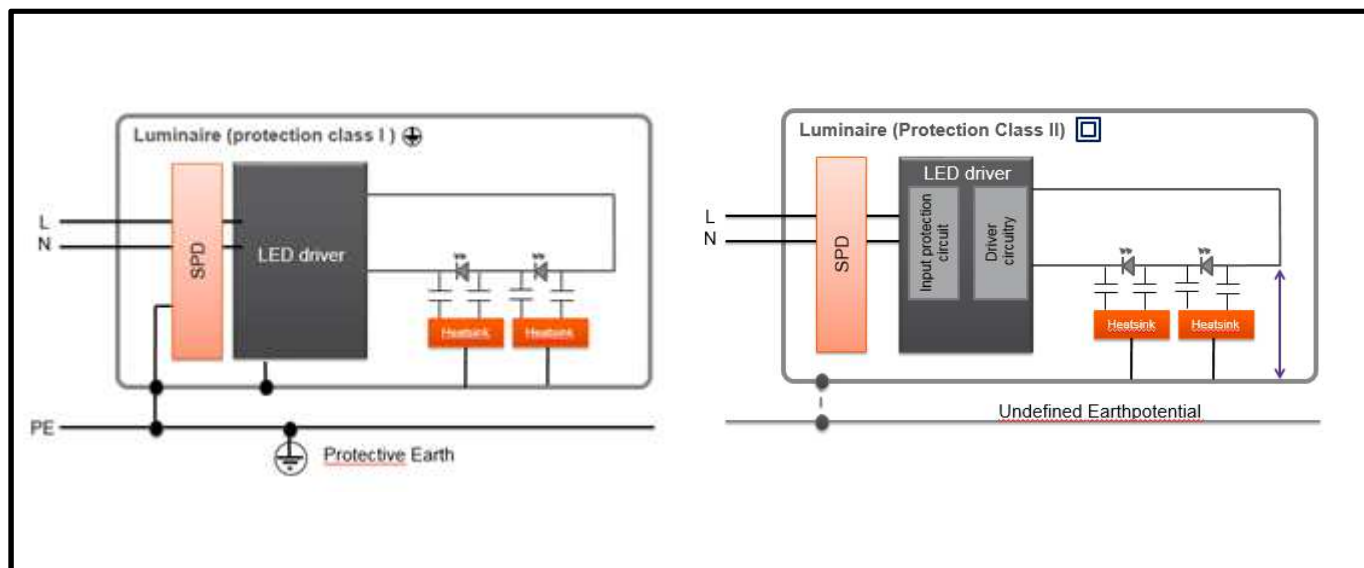 Luminaire (protection class I )
SPD
LED driver
L
N
Heatsink
Heatsink
PE
Protective Earth
Luminaire (Protection Class II)
SPD
LED driver
Input protection
circuit
Driver
circuitry
L
N
Heatsink
Heatsink
Undefined Earthpotential